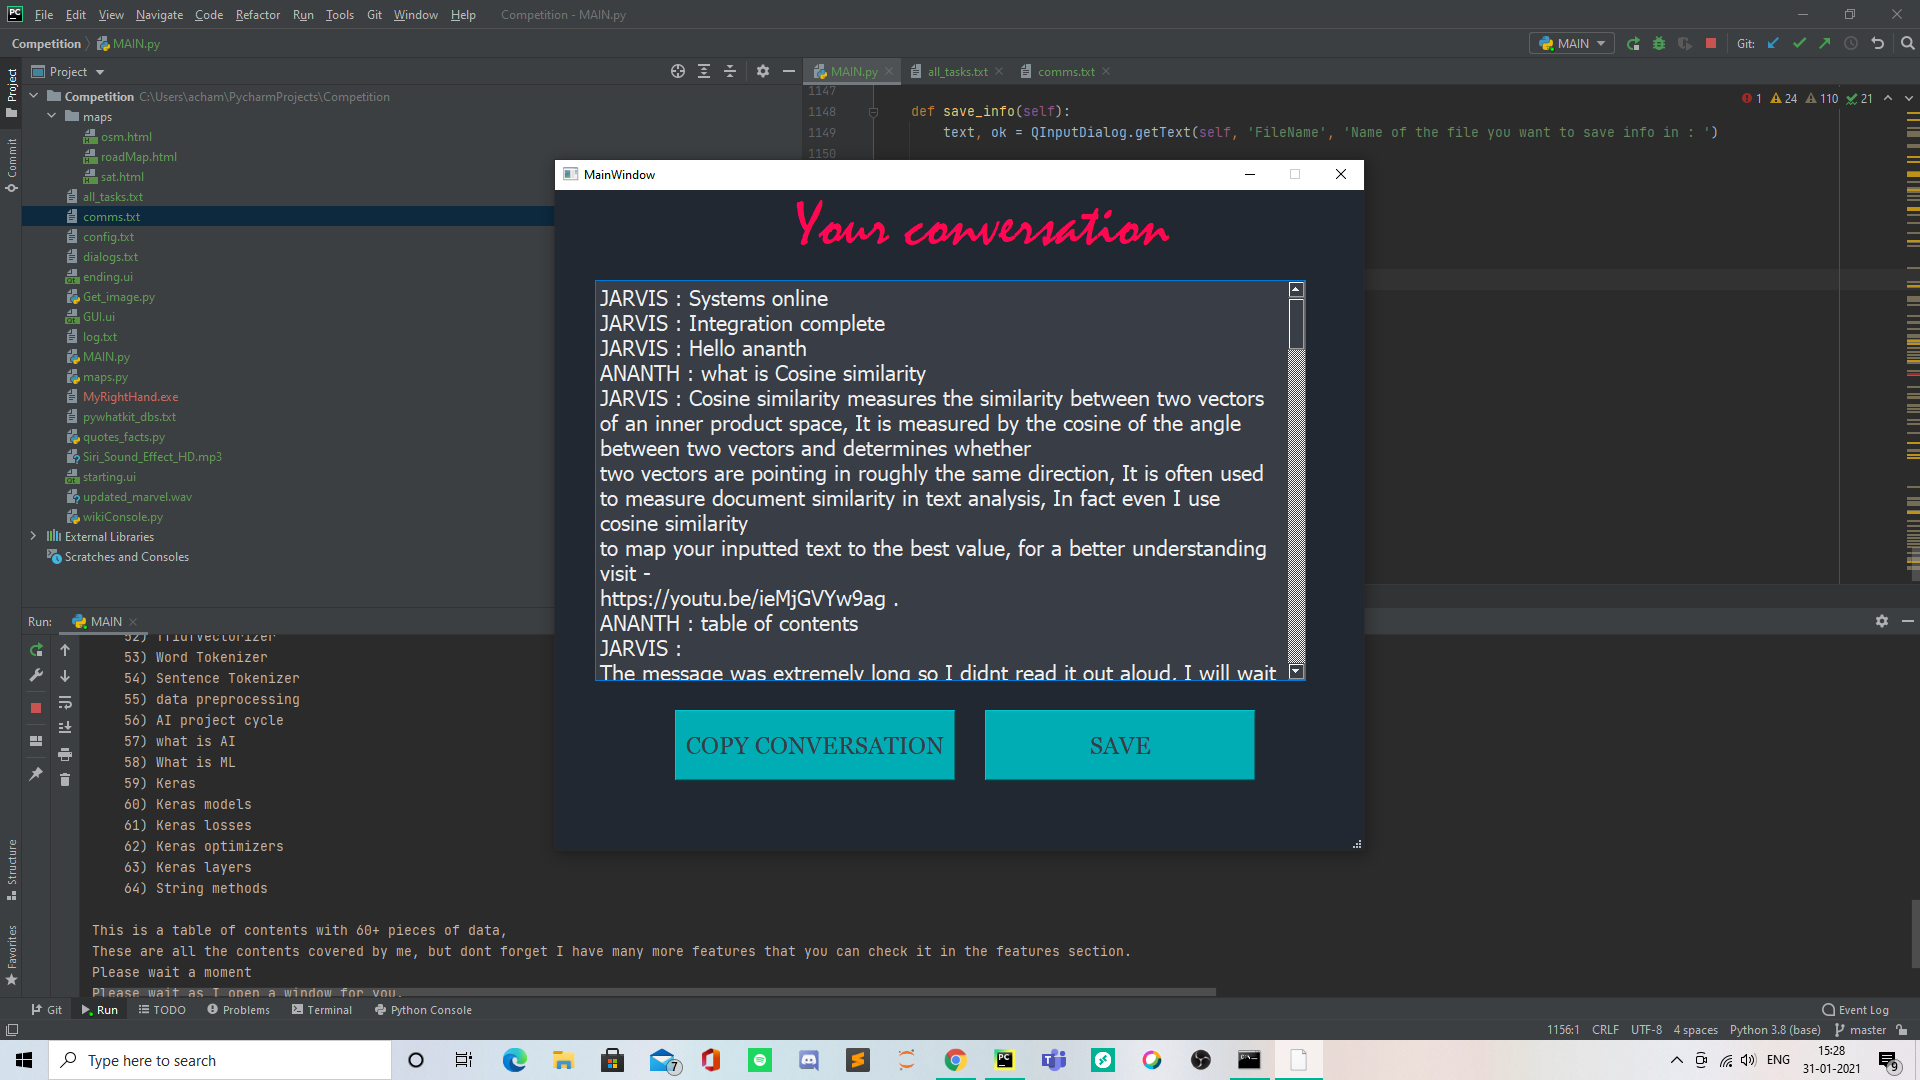 PC File Edit View Navigate Code Refactor Run Tools Git Window Help Competition - MAIN.py
Competition MAIN.py MAIN Git:
Project MAIN.py all_tasks.txt comms.txt
Project
Commit
Structure
Favorites
Competition C:\Users\acham\PycharmProjects\Competition
maps
osm.html
roadMap.html
sat.html
all_tasks.txt
comms.txt
config.txt
dialogs.txt
ending.ui
Get_image.py
GUI.ui
log.txt
MAIN.py
maps.py
MyRightHand.exe
pywhatkit_dbs.txt
quotes_facts.py
Siri_Sound_Effect_HD.mp3
starting.ui
updated_marvel.wav
wikiConsole.py
External Libraries
Scratches and Consoles
1147
1148 def save_info(self):
1149 text, ok = QInputDialog.getText(self, 'FileName', 'Name of the file you want to save info in : ')
1150
1 24 110 21
MainWindow
Your conversation
JARVIS : Systems online
JARVIS : Integration complete
JARVIS : Hello ananth
ANANTH : what is Cosine similarity
JARVIS : Cosine similarity measures the similarity between two vectors
of an inner product space, It is measured by the cosine of the angle
between two vectors and determines whether
two vectors are pointing in roughly the same direction, It is often used
to measure document similarity in text analysis, In fact even I use
cosine similarity
to map your inputted text to the best value, for a better understanding
visit -
https://youtu.be/ieMjGVYw9ag .
ANANTH : table of contents
JARVIS :
The message was extremely long so I didnt read it out aloud, I will wait
COPY CONVERSATION SAVE
Run: MAIN
52) TfidfVectorizer
53) Word Tokenizer
54) Sentence Tokenizer
55) data preprocessing
56) AI project cycle
57) what is AI
58) What is ML
59) Keras
60) Keras models
61) Keras losses
62) Keras optimizers
63) Keras layers
64) String methods
This is a table of contents with 60+ pieces of data,
These are all the contents covered by me, but dont forget I have many more features that you can check it in the features section.
Please wait a moment
Please wait as I open a window for you.
Git Run TODO Problems Terminal Python Console Event Log
1156:1 CRLF UTF-8 4 spaces Python 3.8 (base) master
Type here to search 7 PC ENG 15:28
31-01-2021 9